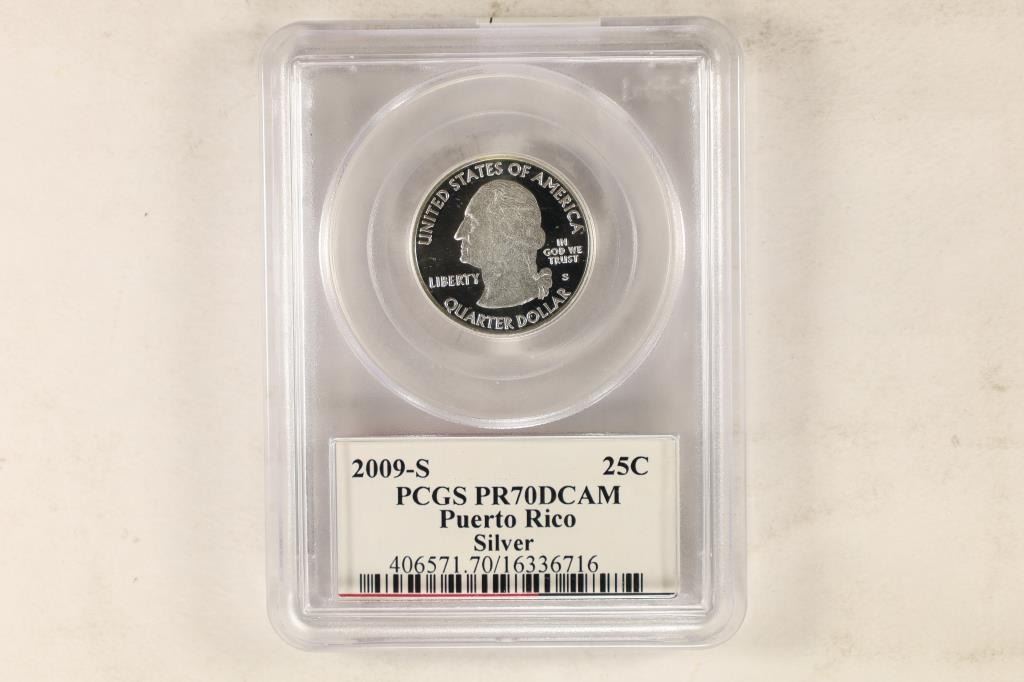 UNITED STATES OF AMERICA
IN
GOD WE
TRUST
LIBERTY
S
QUARTER DOLLAR
2009-S 25C
PCGS PR70DCAM
Puerto Rico
Silver
406571.70/16336716